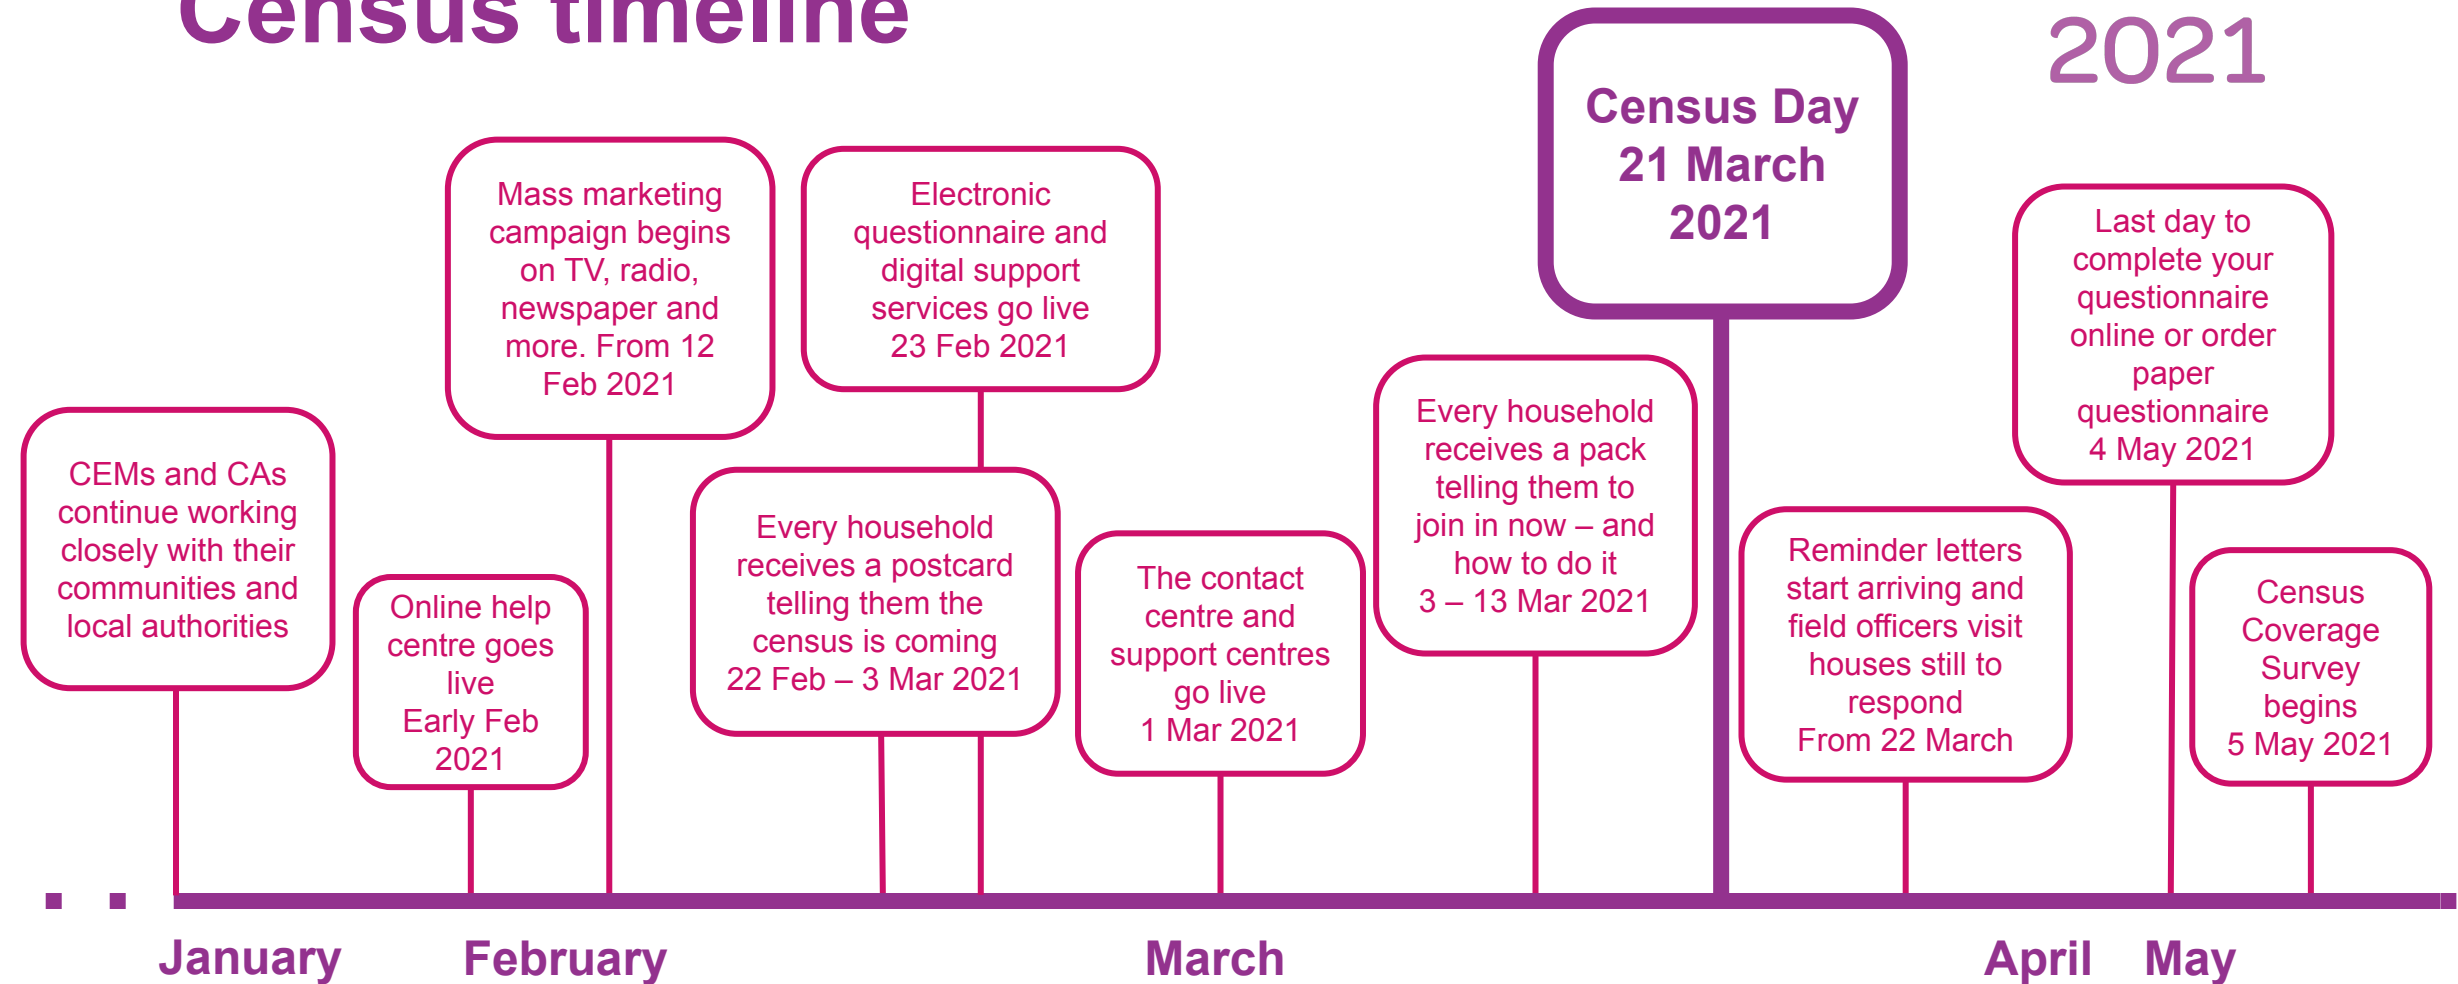 Census timeline
2021
Census Day
21 March
2021
CEMs and CAs
continue working
closely with their
communities and
local authorities
Online help
centre goes
live
Early Feb
2021
Mass marketing
campaign begins
on TV, radio,
newspaper and
more. From 12
Feb 2021
Every household
receives a postcard
telling them the
census is coming
22 Feb – 3 Mar 2021
Electronic
questionnaire and
digital support
services go live
23 Feb 2021
The contact
centre and
support centres
go live
1 Mar 2021
Every household
receives a pack
telling them to
join in now – and
how to do it
3 – 13 Mar 2021
Reminder letters
start arriving and
field officers visit
houses still to
respond
From 22 March
Last day to
complete your
questionnaire
online or order
paper
questionnaire
4 May 2021
Census
Coverage
Survey
begins
5 May 2021
January
February
March
April
May